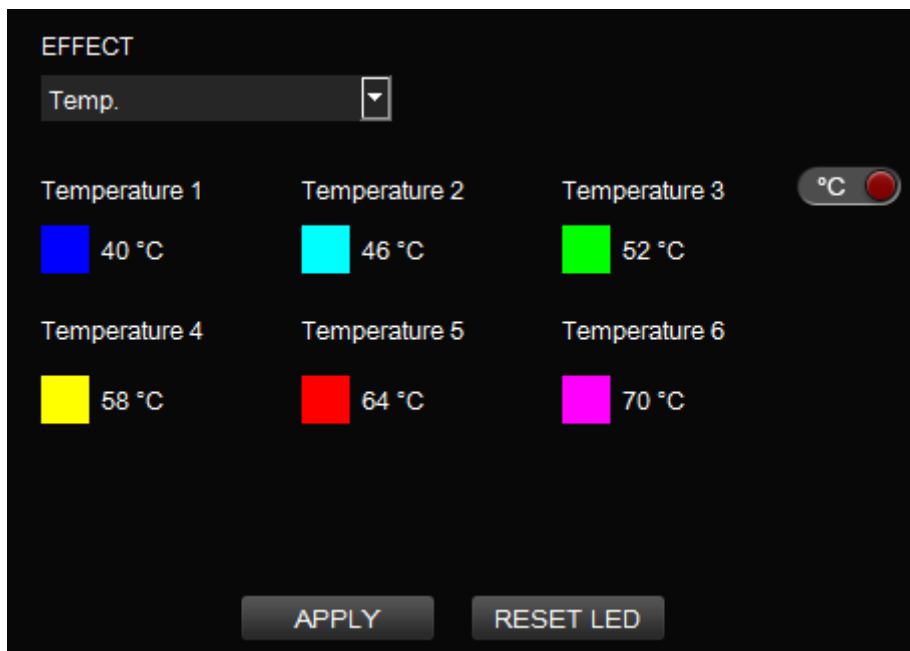 EFFECT
Temp.
Temperature 1 Temperature 2 Temperature 3 °C
40 °C 46 °C 52 °C
Temperature 4 Temperature 5 Temperature 6
58 °C 64 °C 70 °C
APPLY RESET LED